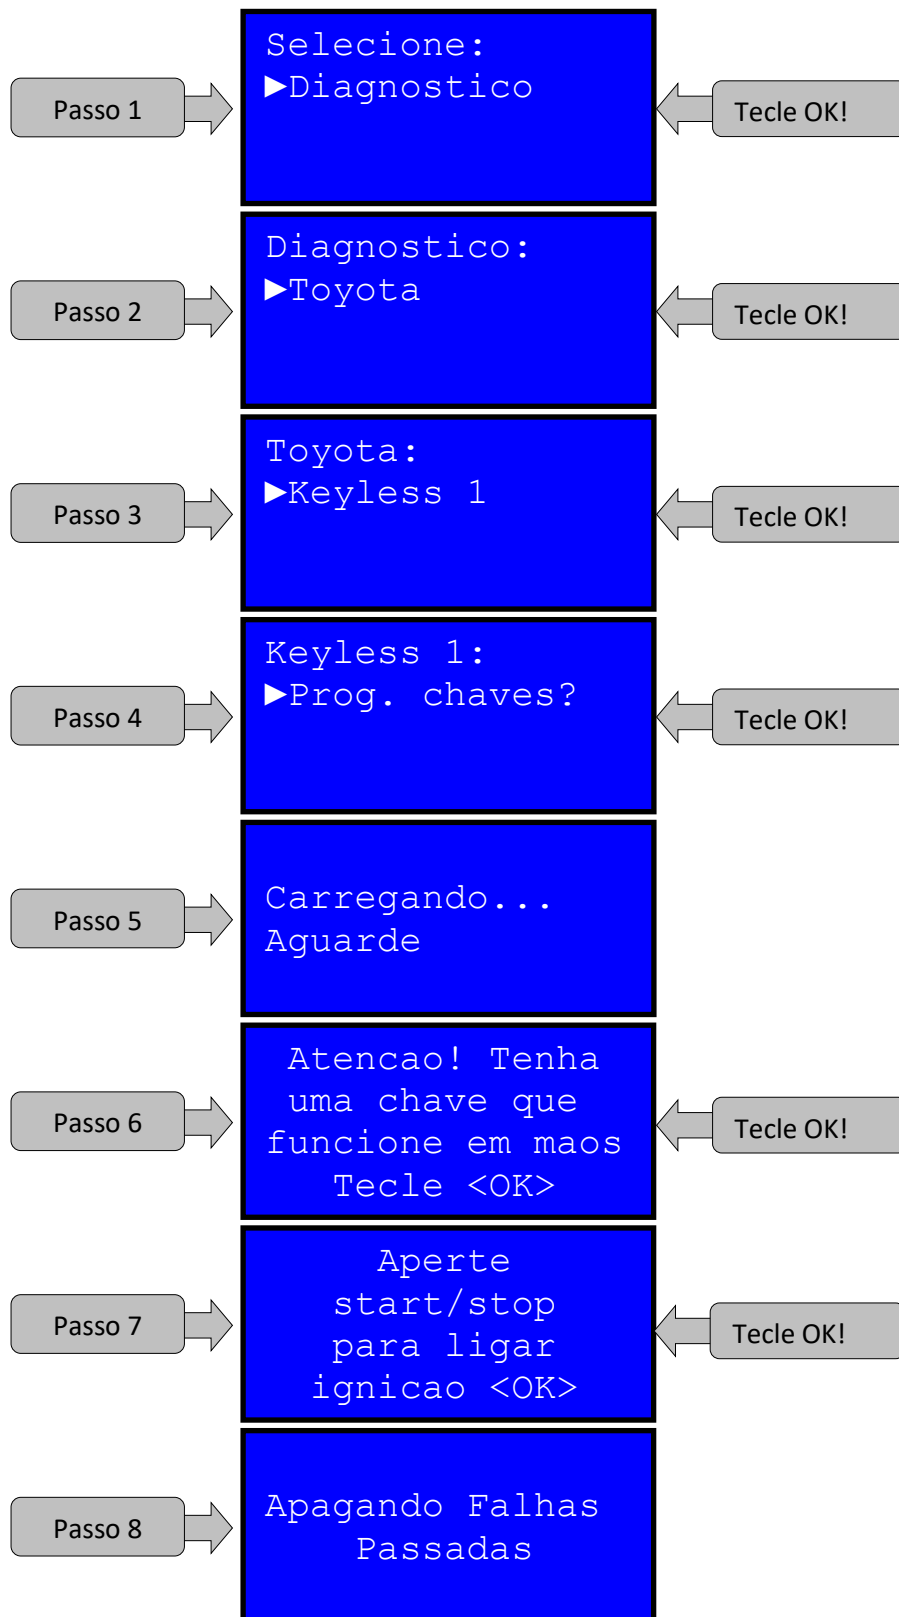 Passo 1
Selecione:
►Diagnostico
Tecle OK!
Passo 2
Diagnostico:
►Toyota
Tecle OK!
Passo 3
Toyota:
►Keyless 1
Tecle OK!
Passo 4
Keyless 1:
►Prog. chaves?
Tecle OK!
Passo 5
Carregando...
Aguarde
Passo 6
Atencao! Tenha
uma chave que
funcione em maos
Tecle <OK>
Tecle OK!
Passo 7
Aperte
start/stop
para ligar
ignicao <OK>
Tecle OK!
Passo 8
Apagando Falhas
Passadas